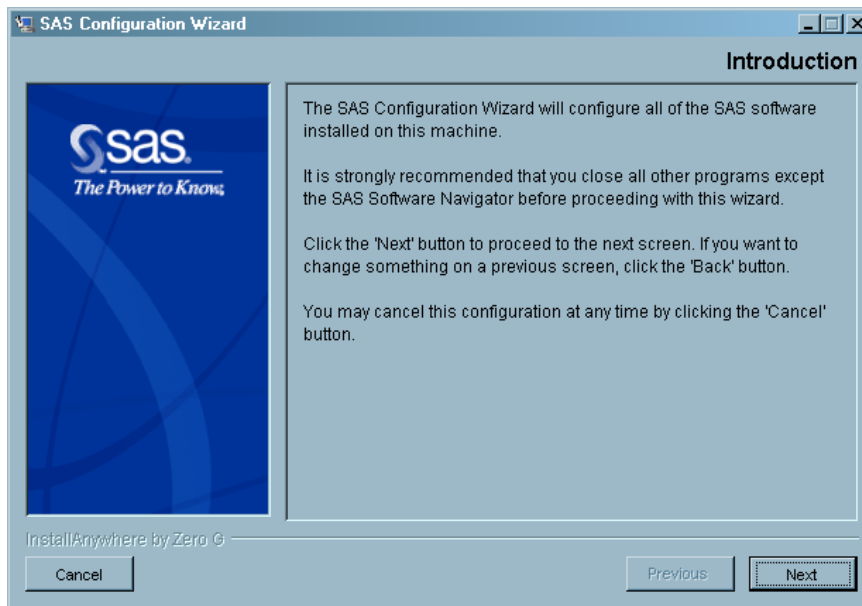 SAS Configuration Wizard
Introduction
sas.
The Power to Know.
The SAS Configuration Wizard will configure all of the SAS software
installed on this machine.
It is strongly recommended that you close all other programs except
the SAS Software Navigator before proceeding with this wizard.
Click the 'Next' button to proceed to the next screen. If you want to
change something on a previous screen, click the 'Back' button.
You may cancel this configuration at any time by clicking the 'Cancel'
button.
InstallAnywhere by Zero G
Cancel
Previous
Next